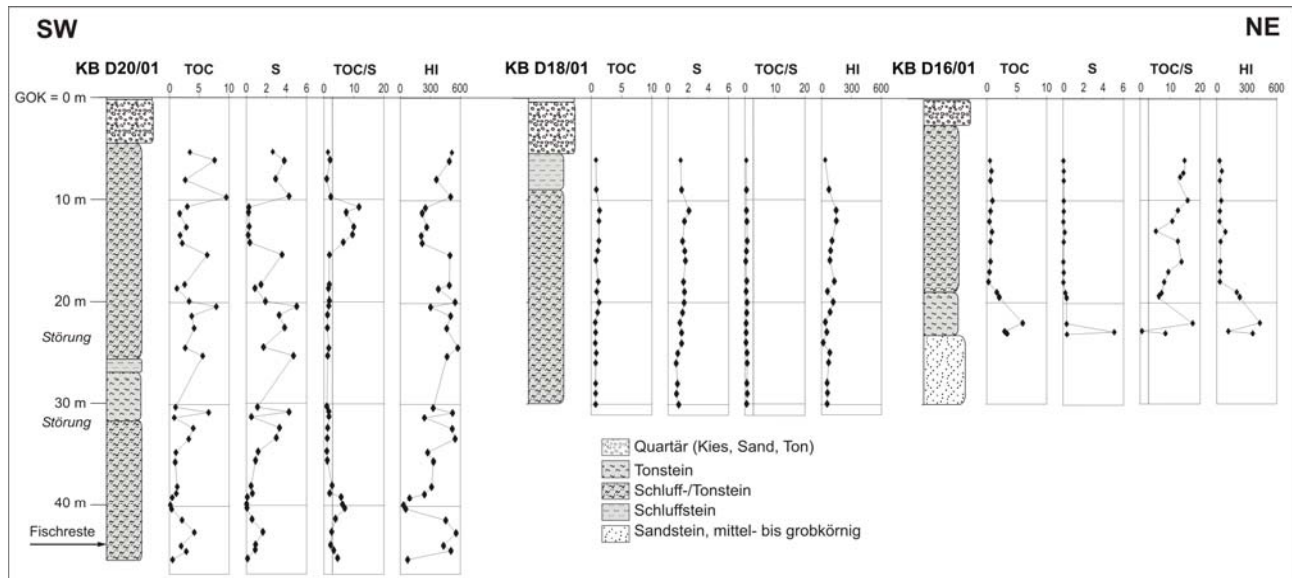 SW
NE
KB D20/01 TOC S TOC/S HI KB D18/01 TOC S TOC/S HI KB D16/01 TOC S TOC/S HI
0 5 10 0 2 4 6 0 10 20 0 300 600 0 5 10 0 2 4 6 0 10 20 0 300 600 0 5 10 0 2 4 6 0 10 20 0 300 600
GOK = 0 m
10 m
20 m
Störung
30 m
Störung
40 m
Fischreste
Quartär (Kies, Sand, Ton)
Tonstein
Schluff-/Tonstein
Schluffstein
Sandstein, mittel- bis grobkörnig